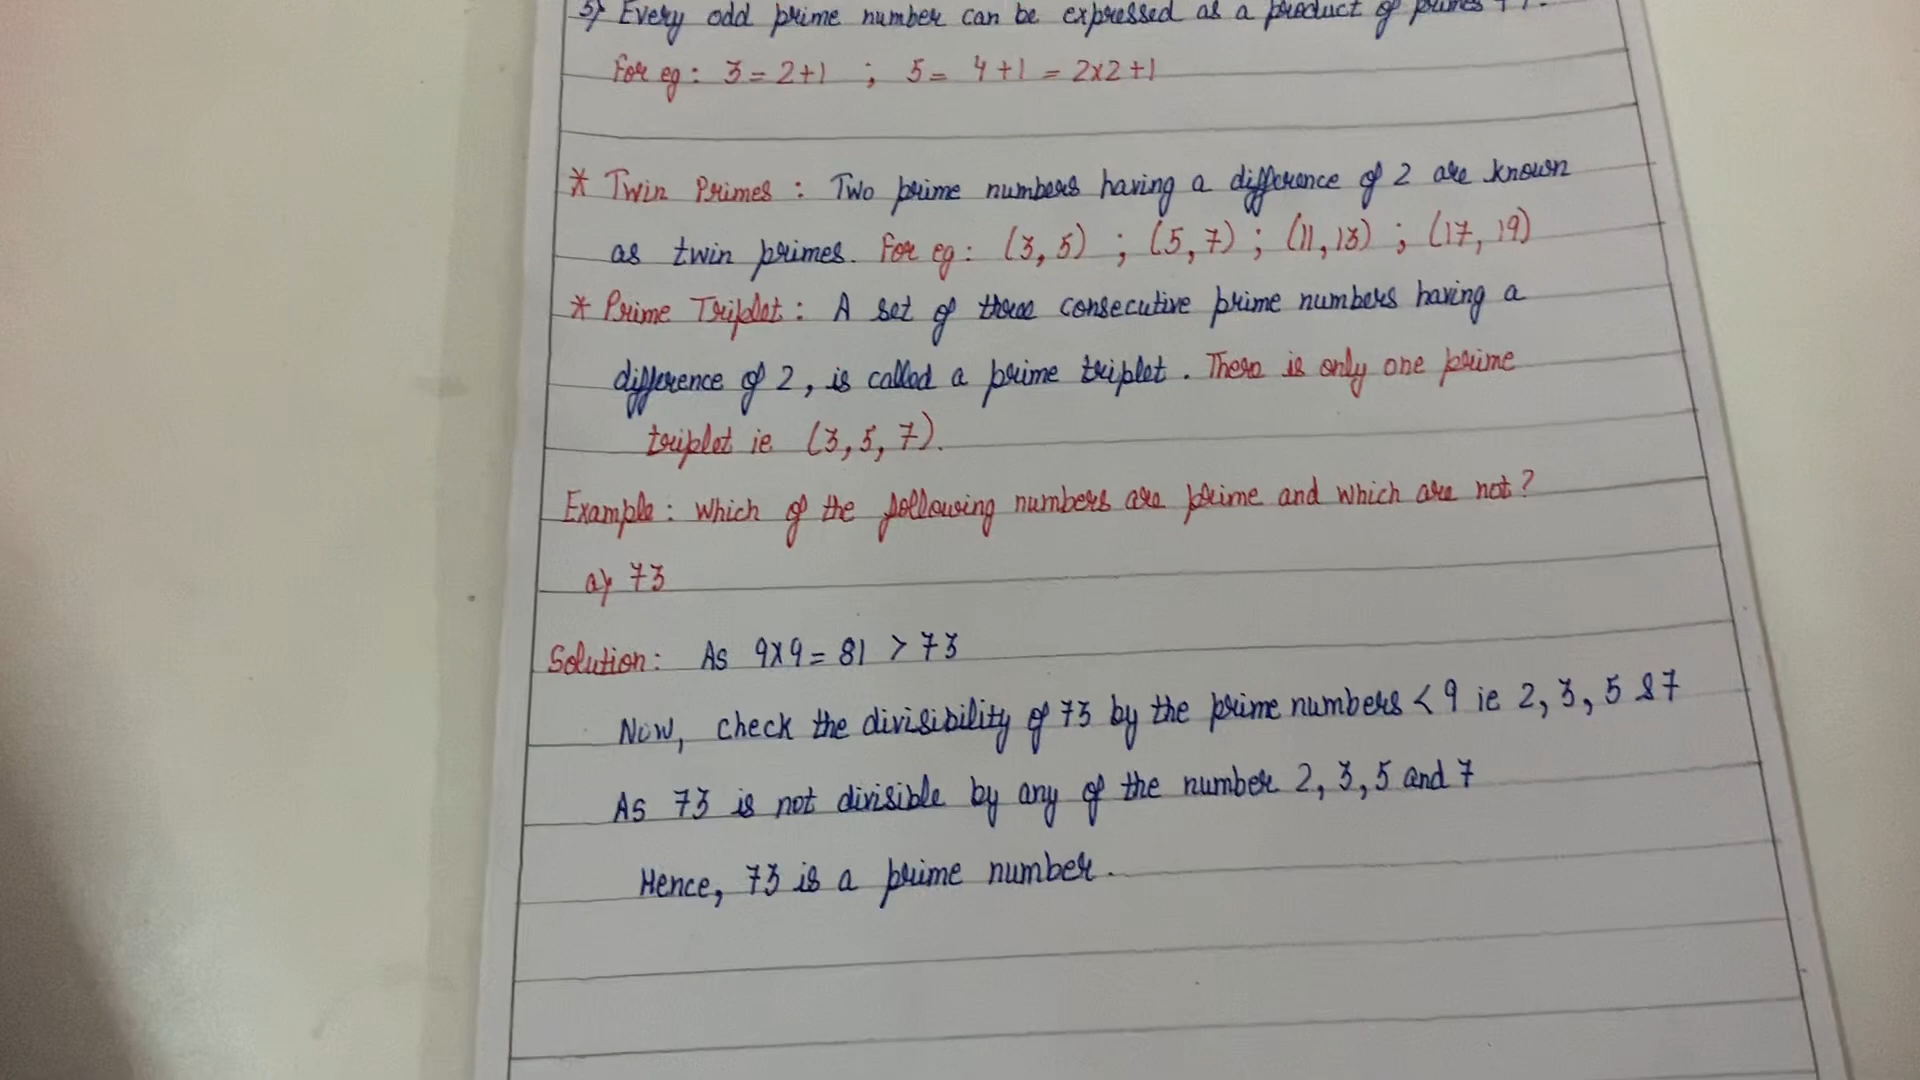 5) Every odd prime number can be expressed as a product of primes + 1.
For eg: 3 = 2+1 ; 5 = 4+1 = 2x2+1
* Twin Primes : Two prime numbers having a difference of 2 are known
as twin primes. For eg: (3, 5) ; (5, 7) ; (11, 13) ; (17, 19)
* Prime Triplet : A set of three consecutive prime numbers having a
difference of 2, is called a prime triplet. There is only one prime
triplet ie (3, 5, 7).
Example : Which of the following numbers are prime and which are not?
a) 73
Solution: As 9x9 = 81 > 73
Now, check the divisibility of 73 by the prime numbers < 9 ie 2, 3, 5 & 7
As 73 is not divisible by any of the number 2, 3, 5 and 7
Hence, 73 is a prime number.